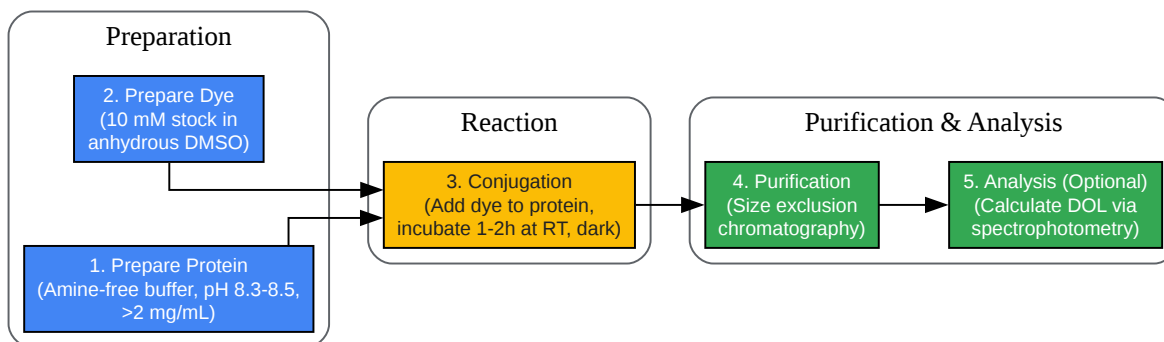 Preparation
2. Prepare Dye
(10 mM stock in
anhydrous DMSO)
1. Prepare Protein
(Amine-free buffer, pH 8.3-8.5,
>2 mg/mL)
Reaction
3. Conjugation
(Add dye to protein,
incubate 1-2h at RT, dark)
Purification & Analysis
4. Purification
(Size exclusion
chromatography)
5. Analysis (Optional)
(Calculate DOL via
spectrophotometry)